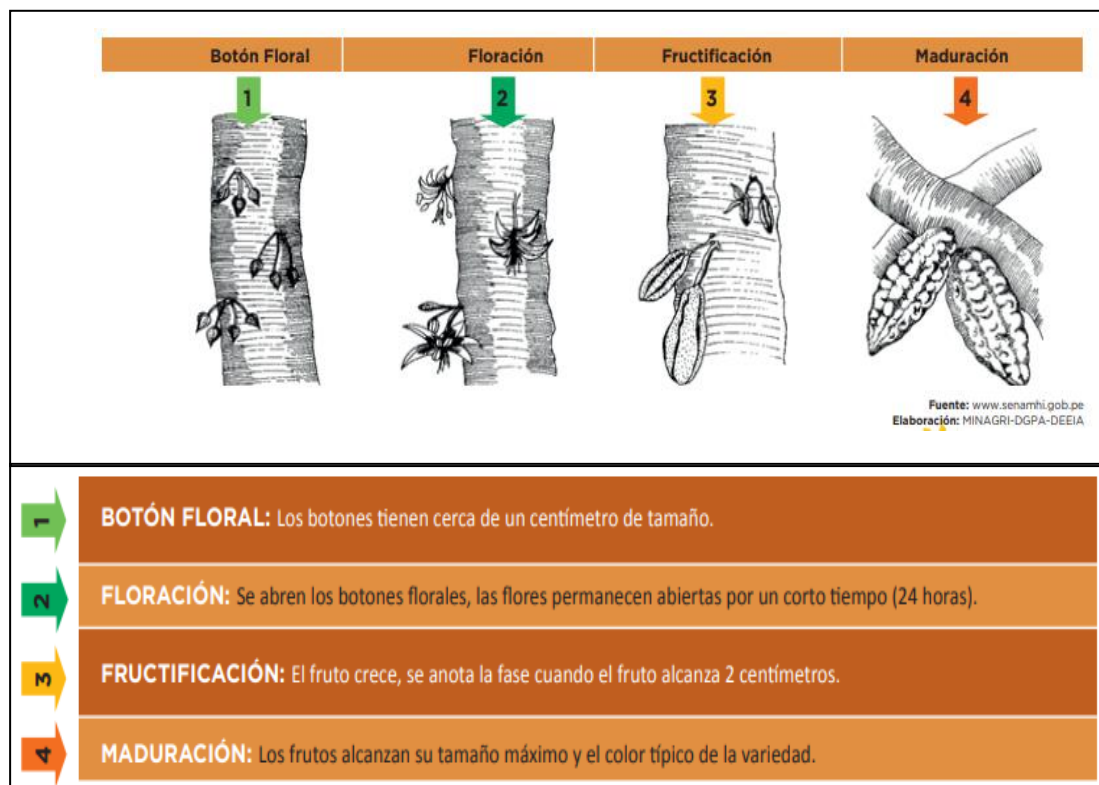 Botón Floral Floración Fructificación Maduración
1 2 3 4
Fuente: www.senamhi.gob.pe
Elaboración: MINAGRI-DGPA-DEEIA
1 BOTÓN FLORAL: Los botones tienen cerca de un centímetro de tamaño.
2 FLORACIÓN: Se abren los botones florales, las flores permanecen abiertas por un corto tiempo (24 horas).
3 FRUCTIFICACIÓN: El fruto crece, se anota la fase cuando el fruto alcanza 2 centímetros.
4 MADURACIÓN: Los frutos alcanzan su tamaño máximo y el color típico de la variedad.